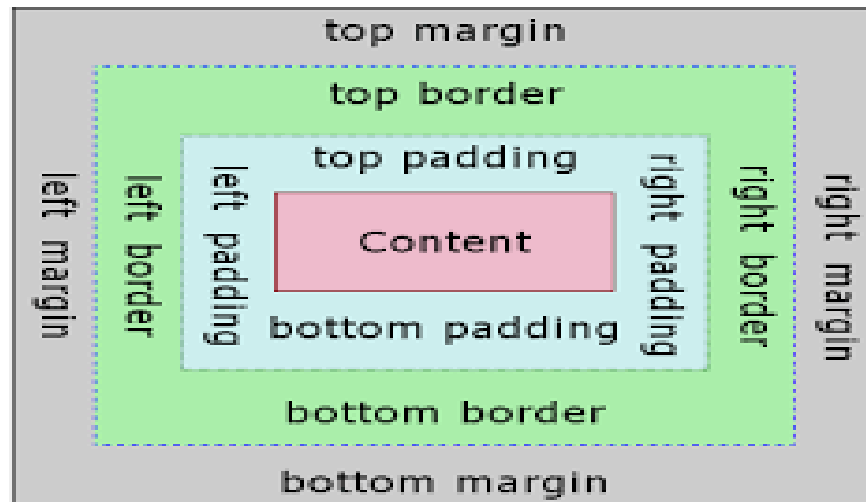 top margin
top border
top padding
left margin
left border
left padding
Content
right padding
right border
right margin
bottom padding
bottom border
bottom margin